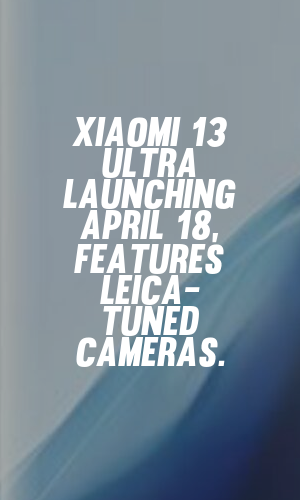 XIAOMI 13
ULTRA
LAUNCHING
APRIL 18,
FEATURES
LEICA-
TUNED
CAMERAS.